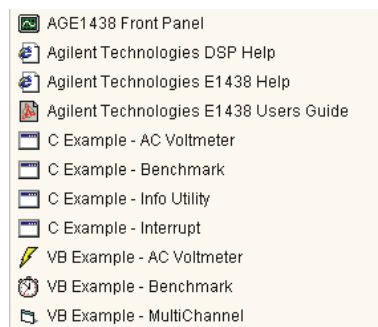 AGE1438 Front Panel
Agilent Technologies DSP Help
Agilent Technologies E1438 Help
Agilent Technologies E1438 Users Guide
C Example - AC Voltmeter
C Example - Benchmark
C Example - Info Utility
C Example - Interrupt
VB Example - AC Voltmeter
VB Example - Benchmark
VB Example - MultiChannel